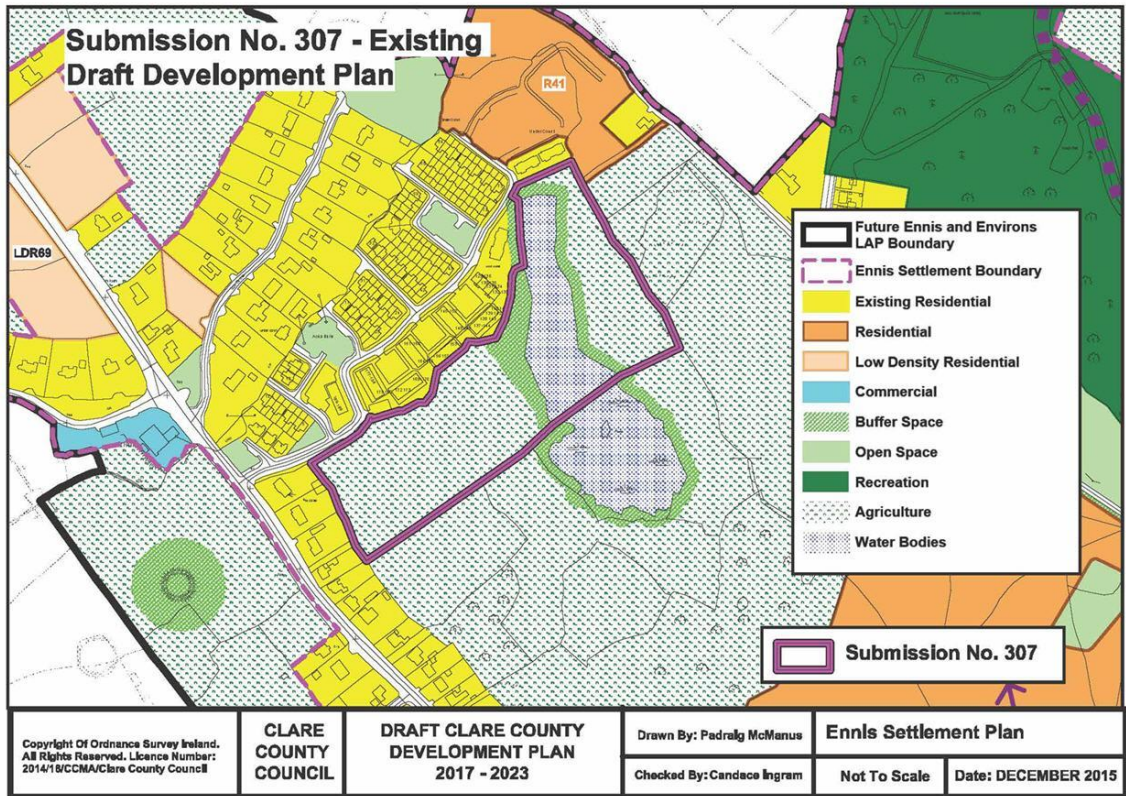 Submission No. 307 - Existing
Draft Development Plan
R41
LDR69
Future Ennis and Environs
LAP Boundary
Ennis Settlement Boundary
Existing Residential
Residential
Low Density Residential
Commercial
Buffer Space
Open Space
Recreation
Agriculture
Water Bodies
Submission No. 307
Copyright Of Ordnance Survey Ireland.
All Rights Reserved. Licence Number:
2014/18/CCMA/Clare County Council
CLARE
COUNTY
COUNCIL
DRAFT CLARE COUNTY
DEVELOPMENT PLAN
2017 - 2023
Drawn By: Padraig McManus
Checked By: Candace Ingram
Ennis Settlement Plan
Not To Scale
Date: DECEMBER 2015